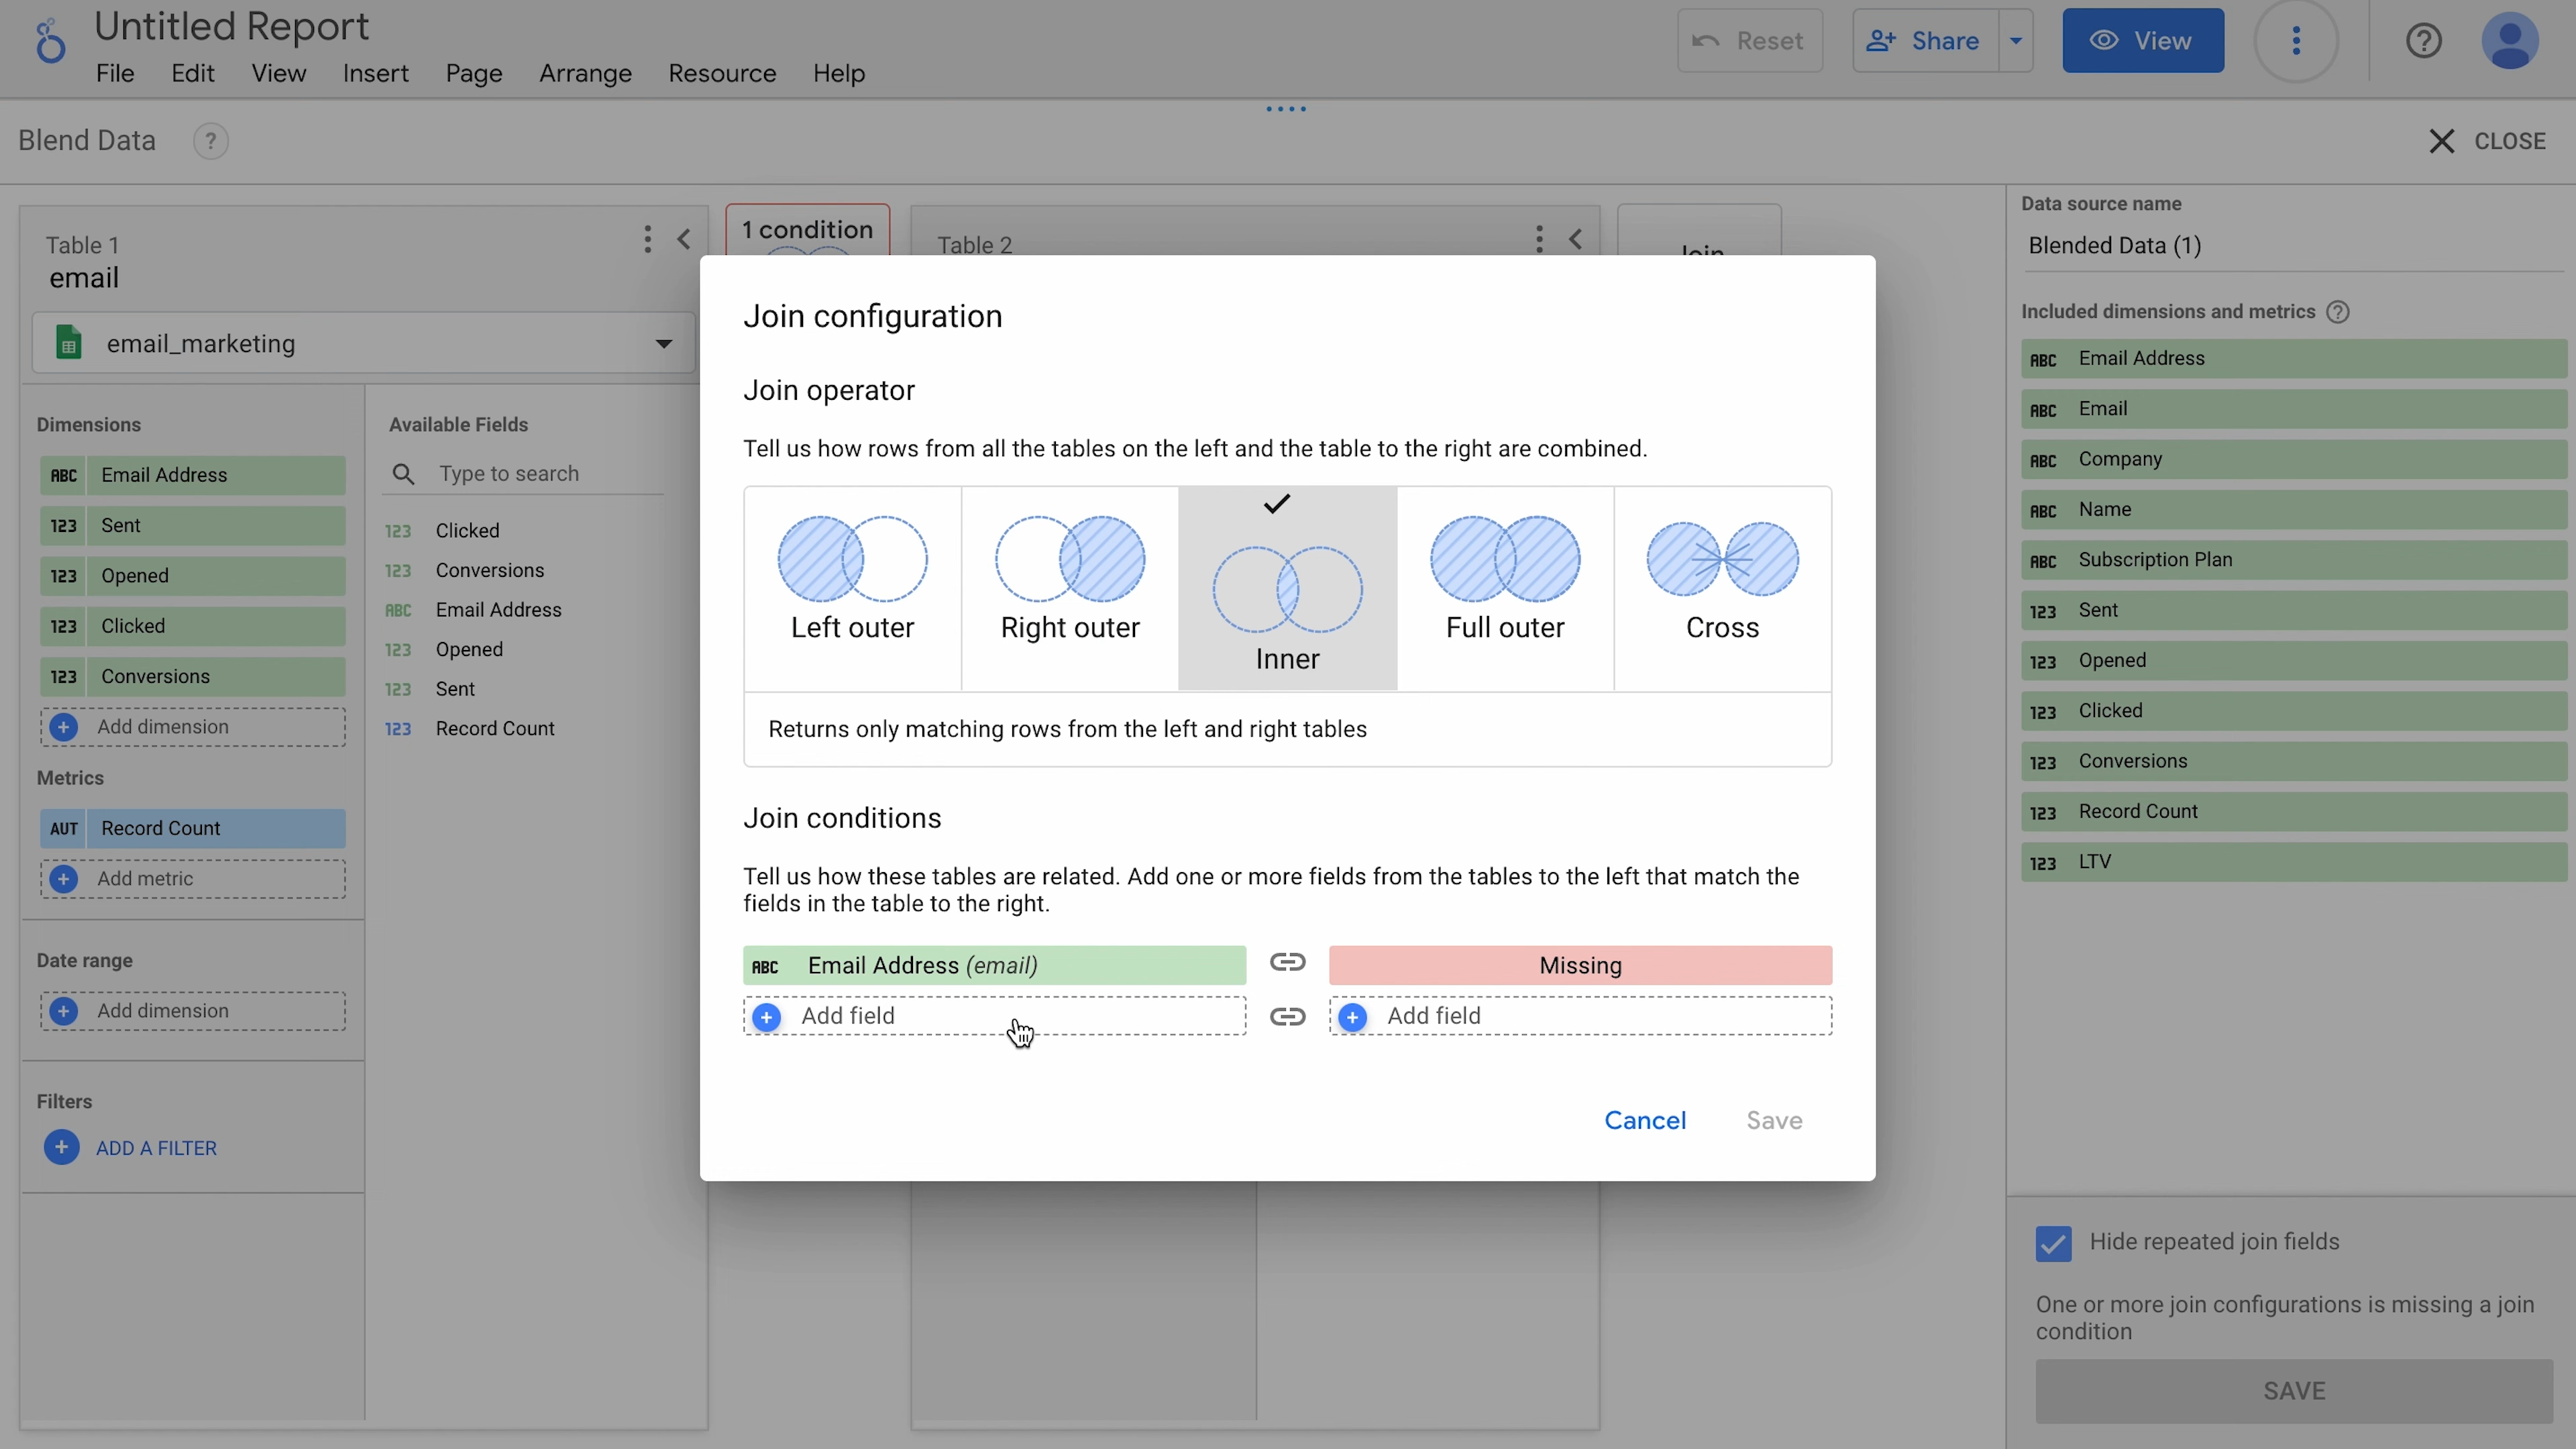 Untitled Report
File Edit View Insert Page Arrange Resource Help
Reset
Share
View
Blend Data
?
CLOSE
Table 1
email
email_marketing
Dimensions
ABC Email Address
123 Sent
123 Opened
123 Clicked
123 Conversions
Add dimension
Metrics
AUT Record Count
Add metric
Date range
Add dimension
Filters
ADD A FILTER
Available Fields
Type to search
123 Clicked
123 Conversions
ABC Email Address
123 Opened
123 Sent
123 Record Count
1 condition
Table 2
Join
Join configuration
Join operator
Tell us how rows from all the tables on the left and the table to the right are combined.
Left outer
Right outer
Inner
Full outer
Cross
Returns only matching rows from the left and right tables
Join conditions
Tell us how these tables are related. Add one or more fields from the tables to the left that match the
fields in the table to the right.
ABC Email Address (email)
Missing
Add field
Add field
Cancel
Save
Data source name
Blended Data (1)
Included dimensions and metrics ?
ABC Email Address
ABC Email
ABC Company
ABC Name
ABC Subscription Plan
123 Sent
123 Opened
123 Clicked
123 Conversions
123 Record Count
123 LTV
Hide repeated join fields
One or more join configurations is missing a join
condition
SAVE